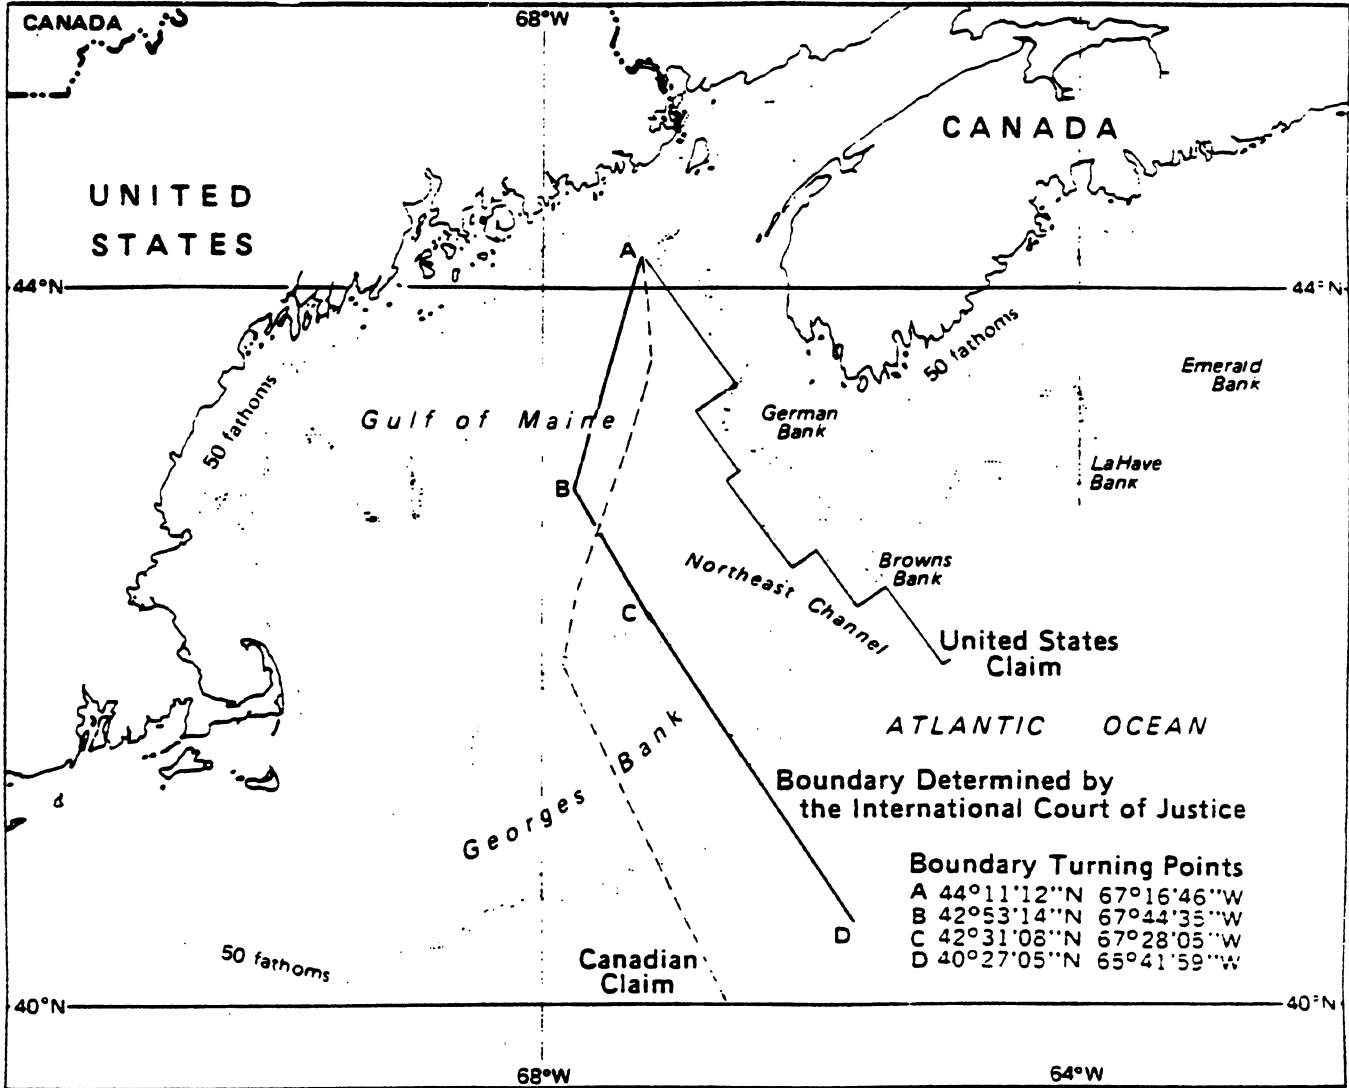 CANADA
68°W
CANADA
UNITED
STATES
A
44°N
44°N
50 fathoms
50 fathoms
Emerald
Bank
Gulf of Maine
German
Bank
LaHave
Bank
B
Northeast Channel
Browns
Bank
C
United States
Claim
Georges Bank
ATLANTIC OCEAN
Boundary Determined by
the International Court of Justice
Boundary Turning Points
A 44°11'12"N 67°16'46"W
B 42°53'14"N 67°44'35"W
C 42°31'08"N 67°28'05"W
D 40°27'05"N 65°41'59"W
D
50 fathoms
Canadian
Claim
40°N
40°N
68°W
64°W